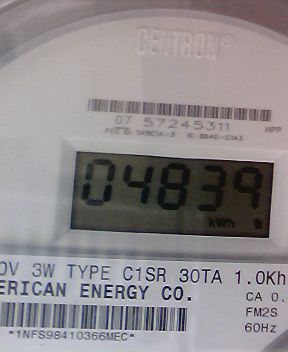 CENTRON®
07 57245311
04839
kWh
0V 3W TYPE C1SR 30TA 1.0Kh
ERICAN ENERGY CO.
CA 0.
FM2S
60Hz
*1NFS98410366MEC*